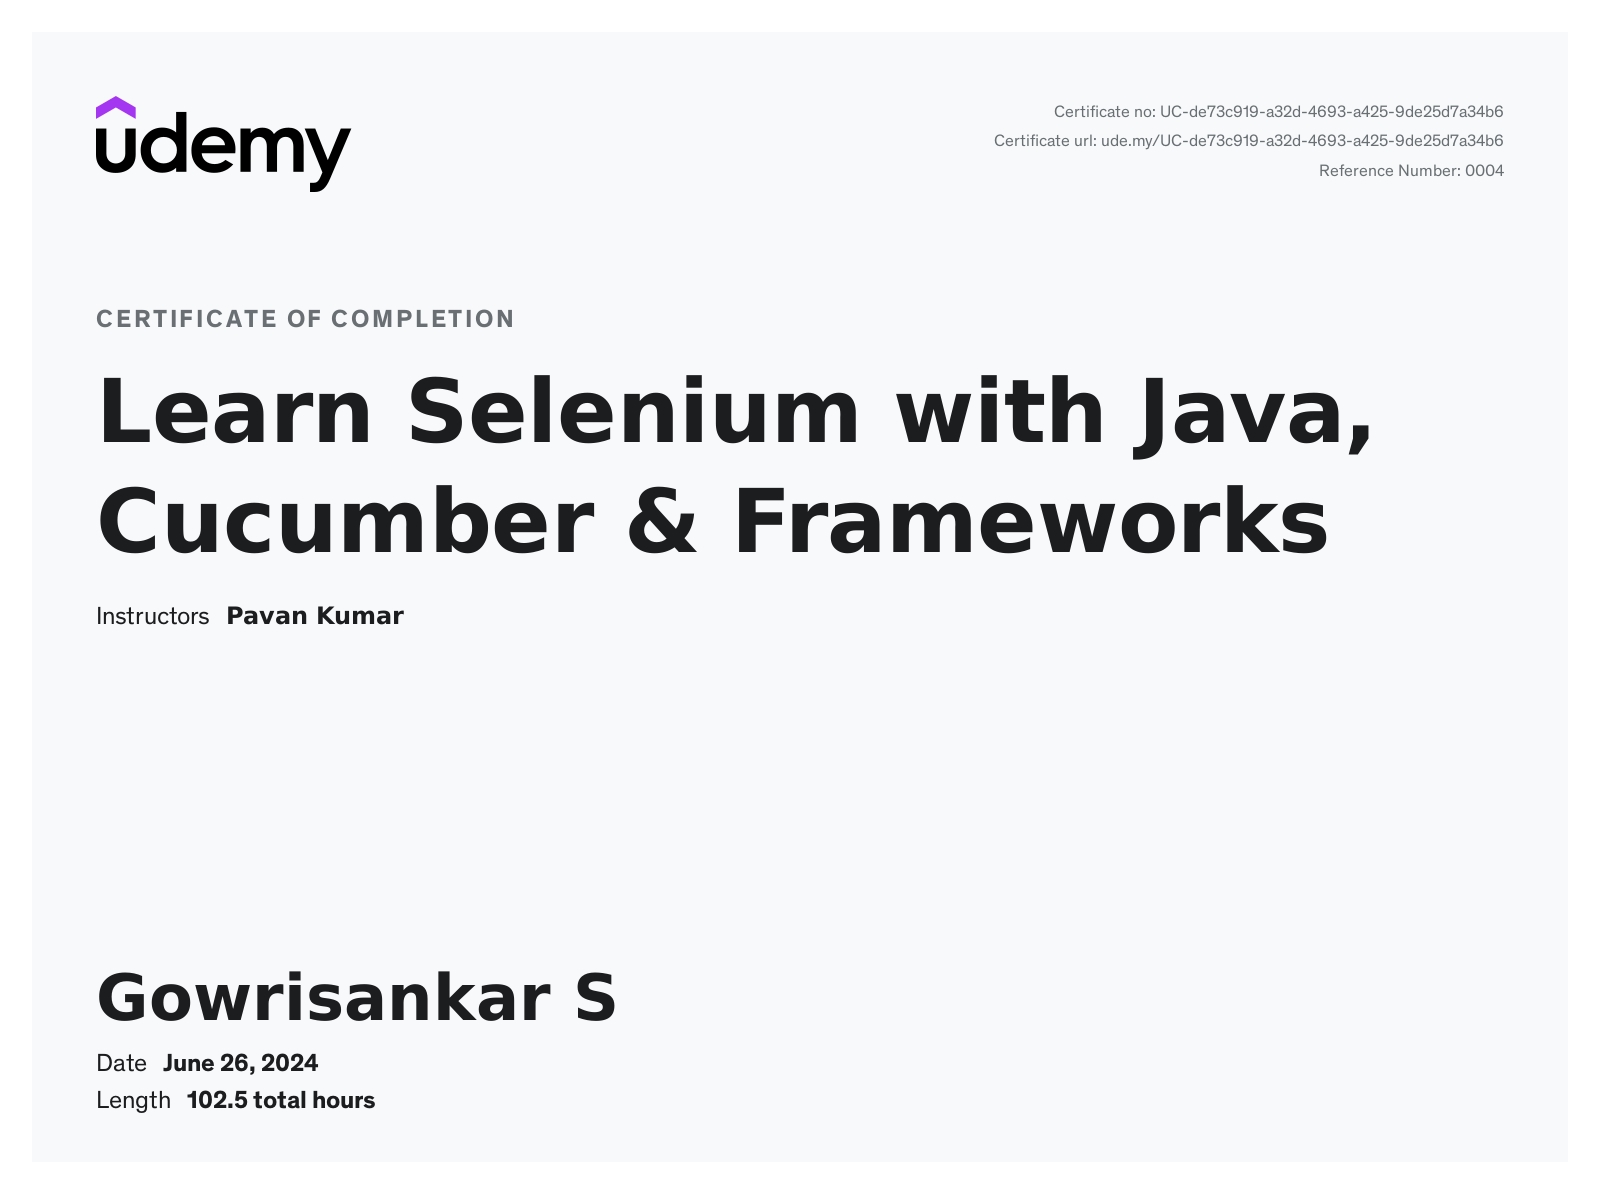 udemy
Certificate no: UC-de73c919-a32d-4693-a425-9de25d7a34b6
Certificate url: ude.my/UC-de73c919-a32d-4693-a425-9de25d7a34b6
Reference Number: 0004
CERTIFICATE OF COMPLETION
Learn Selenium with Java,
Cucumber & Frameworks
Instructors Pavan Kumar
Gowrisankar S
Date June 26, 2024
Length 102.5 total hours